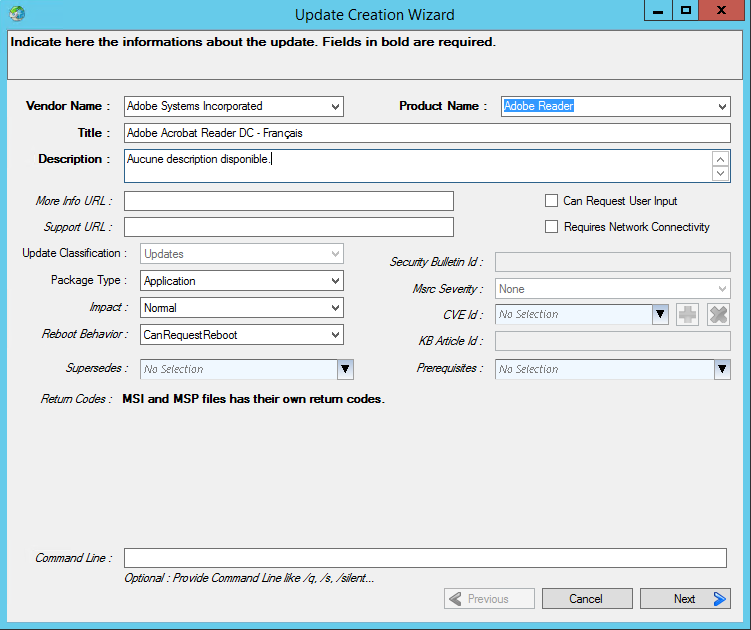 Update Creation Wizard
Indicate here the informations about the update. Fields in bold are required.
Vendor Name : Adobe Systems Incorporated Product Name : Adobe Reader
Title : Adobe Acrobat Reader DC - Français
Description : Aucune description disponible.
More Info URL : Can Request User Input
Support URL : Requires Network Connectivity
Update Classification : Updates Security Bulletin Id :
Package Type : Application Msrc Severity : None
Impact : Normal CVE Id : No Selection
Reboot Behavior : CanRequestReboot KB Article Id :
Supersedes : No Selection Prerequisites : No Selection
Return Codes : MSI and MSP files has their own return codes.
Command Line :
Optional : Provide Command Line like /q, /s, /silent...
Previous Cancel Next